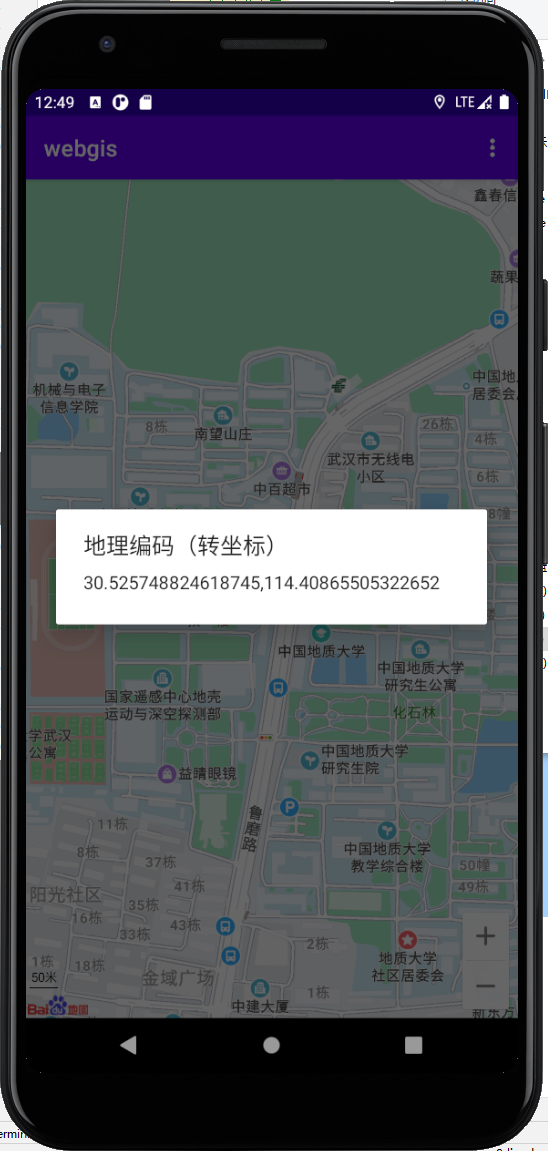 12:49
LTE
webgis
鑫春信
蔬果
机械与电子
信息学院
中国地
居委会
8栋
南望山庄
26栋
4栋
武汉市无线电
小区
6栋
中百超市
8幢
地理编码（转坐标）
30.525748824618745,114.40865505322652
中国地质大学
中国地质大学
研究生公寓
国家遥感中心地壳
运动与深空探测部
化石林
学武汉
公寓
中国地质大学
研究生院
益晴眼镜
鲁磨路
11栋
8栋
37栋
中国地质大学
教学综合楼
50幢
41栋
49栋
阳光社区
35栋
16栋
43栋
33栋
2栋
地质大学
社区居委会
1栋
18栋
50米
金域广场
1栋
中建大厦
新东方
Bai du 地图